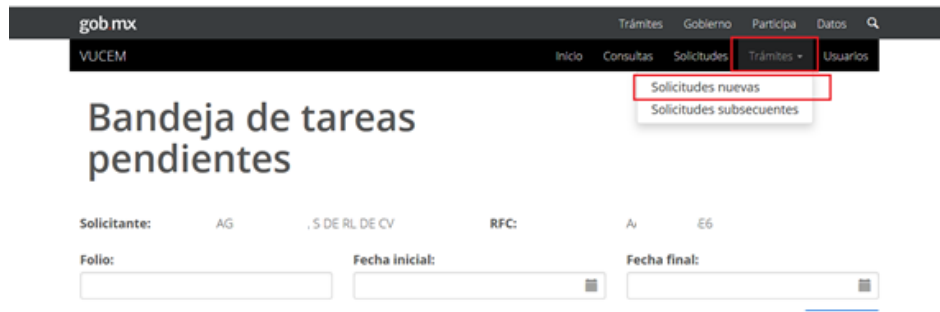 gob.mx Trámites Gobierno Participa Datos
VUCEM Inicio Consultas Solicitudes Trámites Usuarios
Solicitudes nuevas
Solicitudes subsecuentes
Bandeja de tareas
pendientes
Solicitante: AG , S DE RL DE CV RFC: A E6
Folio: Fecha inicial: Fecha final: